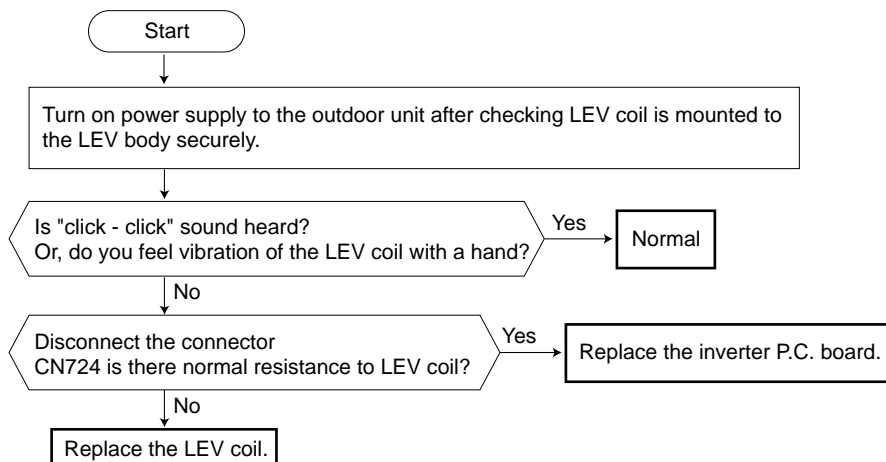 Start
Turn on power supply to the outdoor unit after checking LEV coil is mounted to
the LEV body securely.
Is "click - click" sound heard?
Or, do you feel vibration of the LEV coil with a hand?
Yes
Normal
No
Disconnect the connector
CN724 is there normal resistance to LEV coil?
Yes
Replace the inverter P.C. board.
No
Replace the LEV coil.